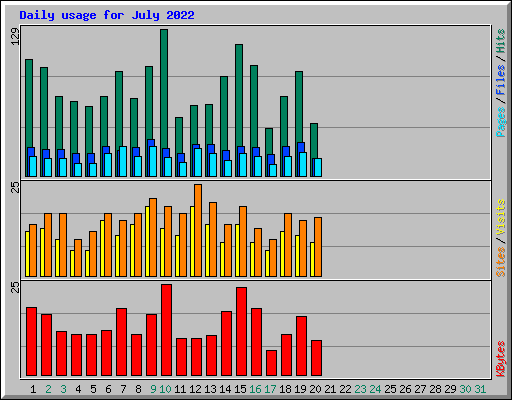 Daily usage for July 2022
129
Pages / Files / Hits
25
Sites / Visits
25
KBytes
1 2 3 4 5 6 7 8 9 10 11 12 13 14 15 16 17 18 19 20 21 22 23 24 25 26 27 28 29 30 31